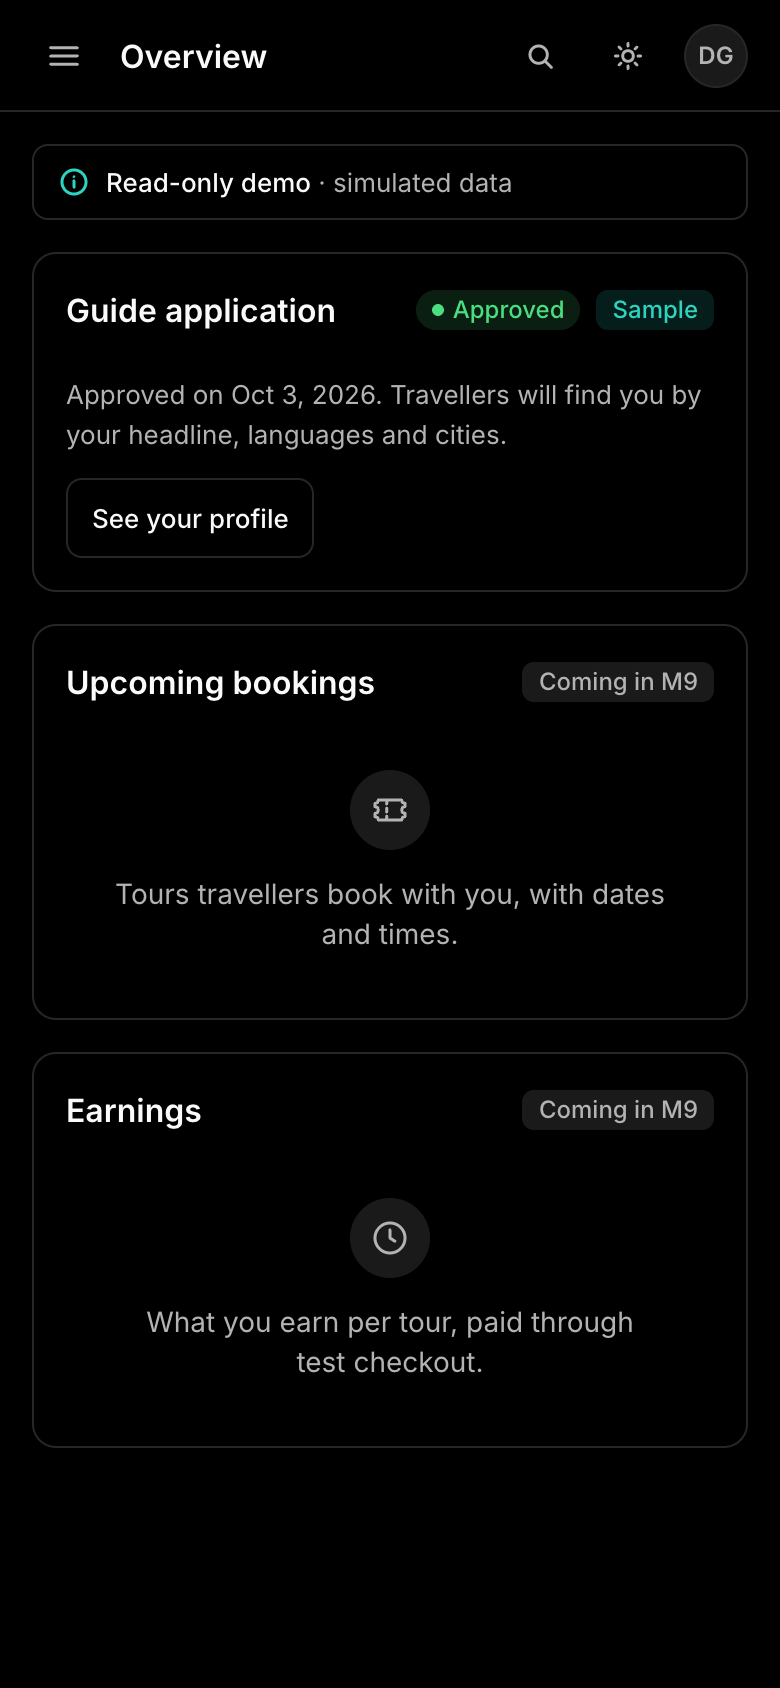 Overview
DG
Read-only demo · simulated data
Guide application
Approved
Sample
Approved on Oct 3, 2026. Travellers will find you by
your headline, languages and cities.
See your profile
Upcoming bookings
Coming in M9
Tours travellers book with you, with dates
and times.
Earnings
Coming in M9
What you earn per tour, paid through
test checkout.